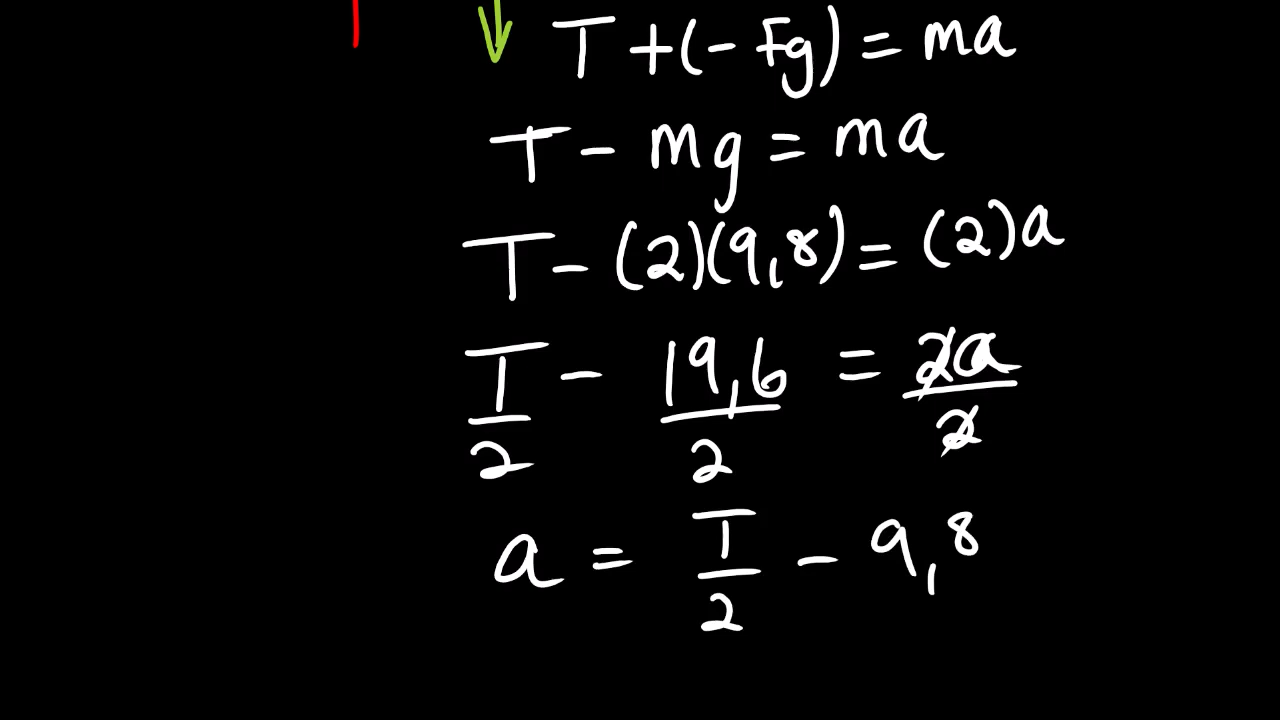 T + (- Fg) = ma
T - mg = ma
T - (2)(9,8) = (2)a
T/2 - 19,6/2 = 2a/2
a = T/2 - 9,8